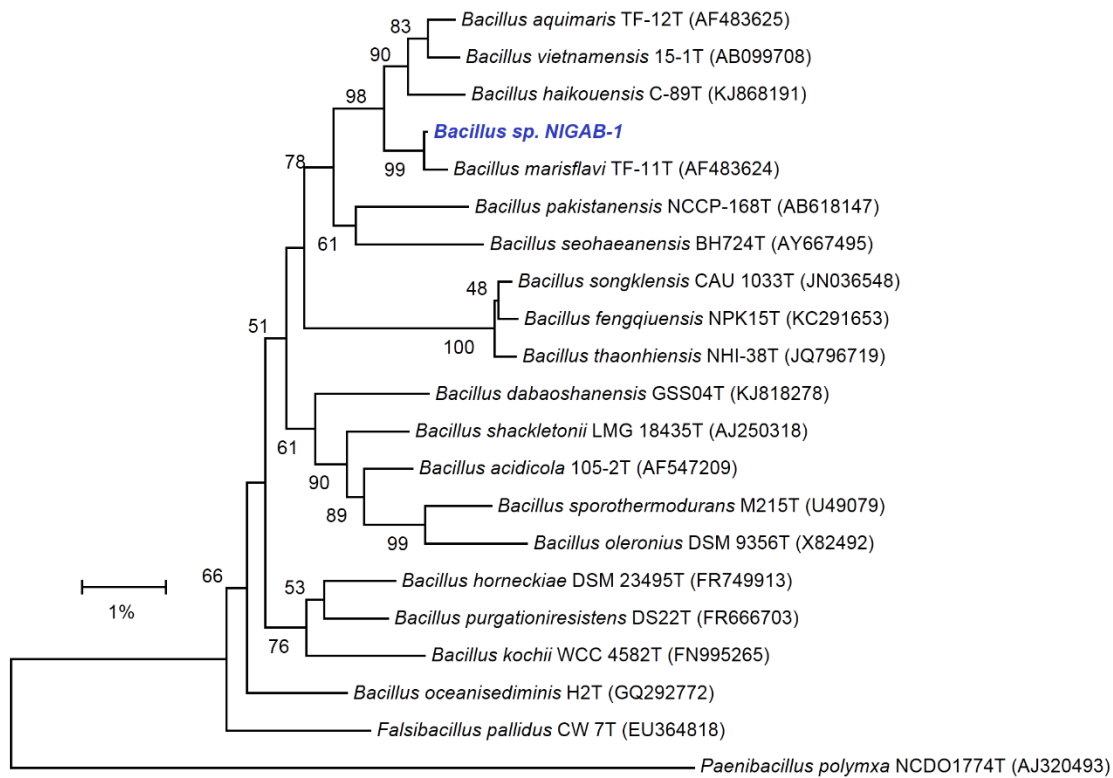 83
Bacillus aquimaris TF-12T (AF483625)
Bacillus vietnamensis 15-1T (AB099708)
90
Bacillus haikouensis C-89T (KJ868191)
98
Bacillus sp. NIGAB-1
99
Bacillus marisflavi TF-11T (AF483624)
78
Bacillus pakistanensis NCCP-168T (AB618147)
61
Bacillus seohaeanensis BH724T (AY667495)
Bacillus songklensis CAU 1033T (JN036548)
48
Bacillus fengqiuensis NPK15T (KC291653)
51
100
Bacillus thaonhiensis NHI-38T (JQ796719)
Bacillus dabaoshanensis GSS04T (KJ818278)
61
Bacillus shackletonii LMG 18435T (AJ250318)
90
Bacillus acidicola 105-2T (AF547209)
89
Bacillus sporothermodurans M215T (U49079)
99
Bacillus oleronius DSM 9356T (X82492)
66
53
Bacillus horneckiae DSM 23495T (FR749913)
1%
Bacillus purgationiresistens DS22T (FR666703)
76
Bacillus kochii WCC 4582T (FN995265)
Bacillus oceanisediminis H2T (GQ292772)
Falsibacillus pallidus CW 7T (EU364818)
Paenibacillus polymxa NCDO1774T (AJ320493)